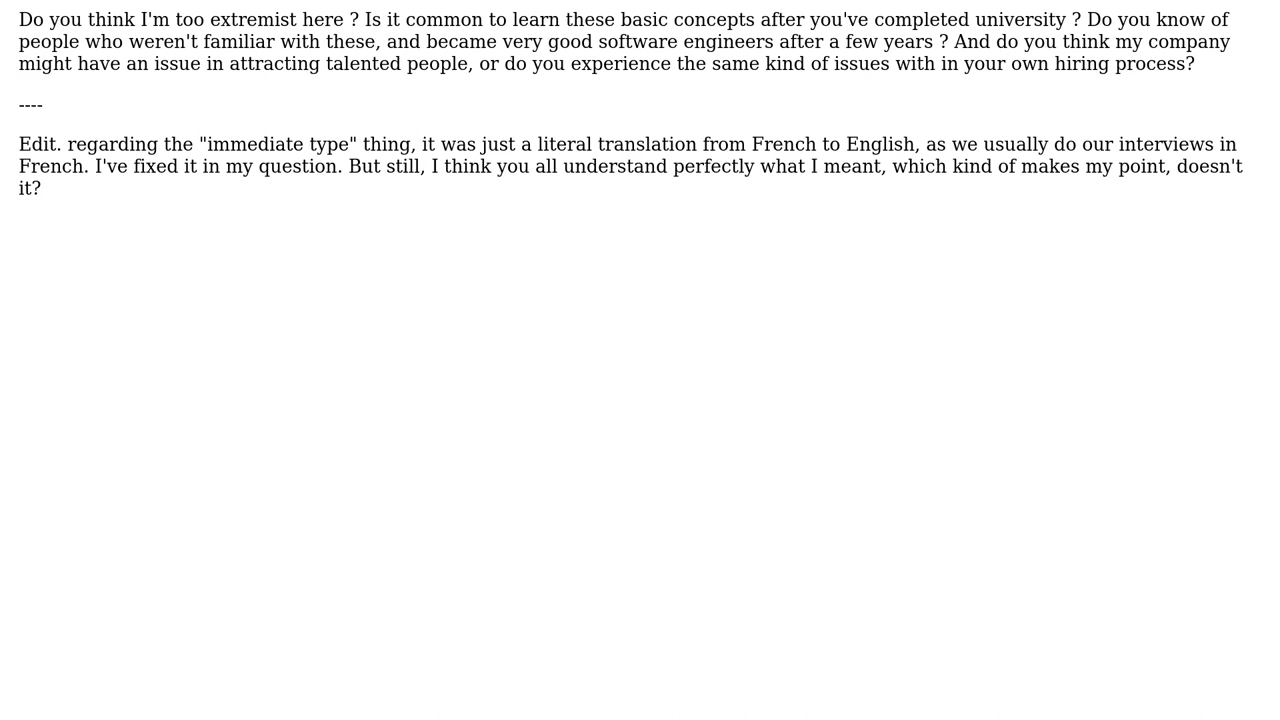 Do you think I'm too extremist here ? Is it common to learn these basic concepts after you've completed university ? Do you know of
people who weren't familiar with these, and became very good software engineers after a few years ? And do you think my company
might have an issue in attracting talented people, or do you experience the same kind of issues with in your own hiring process?
----
Edit. regarding the "immediate type" thing, it was just a literal translation from French to English, as we usually do our interviews in
French. I've fixed it in my question. But still, I think you all understand perfectly what I meant, which kind of makes my point, doesn't
it?